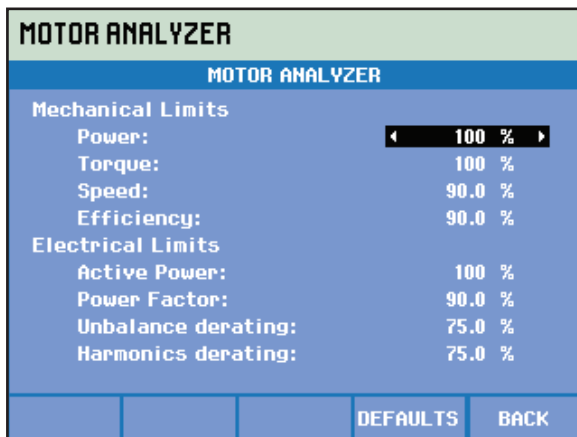 MOTOR ANALYZER
MOTOR ANALYZER
Mechanical Limits
Power: 100 %
Torque: 100 %
Speed: 90.0 %
Efficiency: 90.0 %
Electrical Limits
Active Power: 100 %
Power Factor: 90.0 %
Unbalance derating: 75.0 %
Harmonics derating: 75.0 %
DEFAULTS BACK